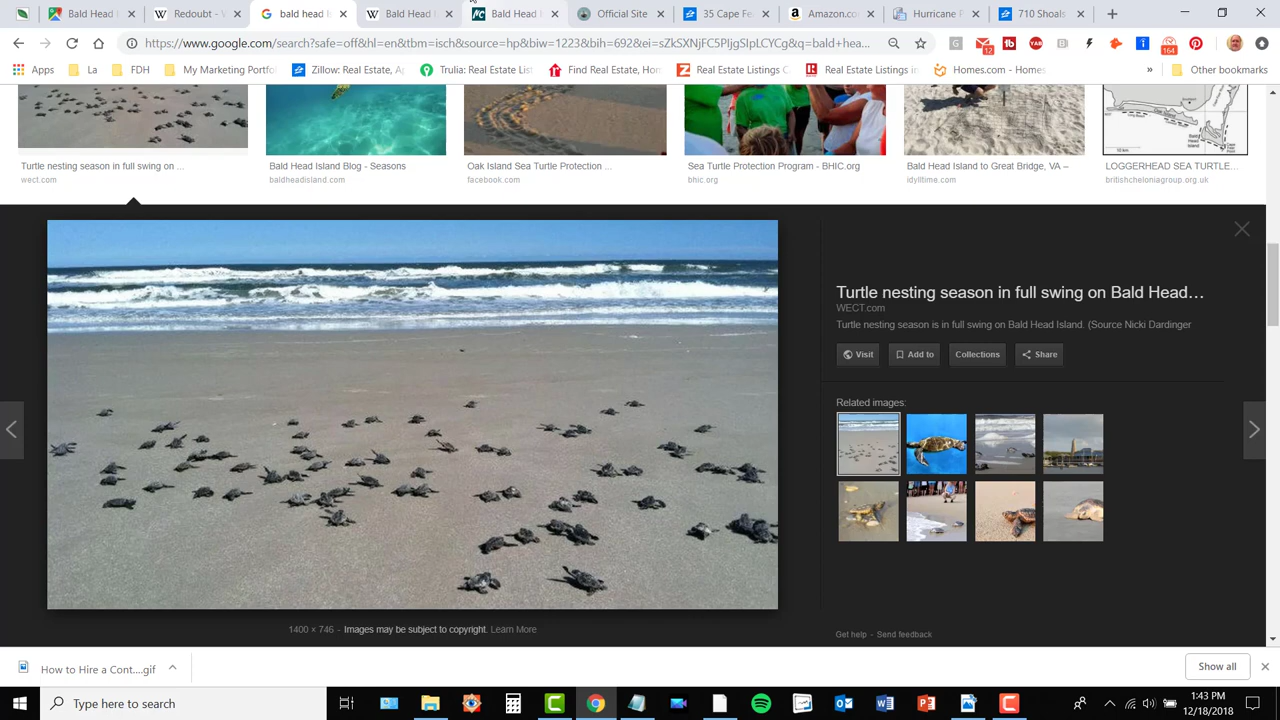 Bald Head
Redoubt - V
bald head is
Bald Head I
Bald Head I
Official Site
35 Cape Fe
Amazon.co
Hurricane F
710 Shoals
https://www.google.com/search?safe=off&hl=en&tbm=isch&source=hp&biw=1223&bih=692&ei=sZkSXNjFC5PIjgSIpLCYCg&q=bald+hea...
12
164
Apps
La
FDH
My Marketing Portfo
Zillow: Real Estate, Ap
Trulia: Real Estate List
Find Real Estate, Hom
Real Estate Listings C
Real Estate Listings in
Homes.com - Homes
»
Other bookmarks
Turtle nesting season in full swing on ...
wect.com
Bald Head Island Blog - Seasons
baldheadisland.com
Oak Island Sea Turtle Protection ...
facebook.com
Sea Turtle Protection Program - BHIC.org
bhic.org
Bald Head Island to Great Bridge, VA –
idylltime.com
LOGGERHEAD SEA TURTLE...
britishcheloniagroup.org.uk
Turtle nesting season in full swing on Bald Head...
WECT.com
Turtle nesting season is in full swing on Bald Head Island. (Source Nicki Dardinger
Visit
Add to
Collections
Share
Related images:
1400 × 746 - Images may be subject to copyright. Learn More
Get help - Send feedback
How to Hire a Cont....gif
Show all
Type here to search
1:43 PM
12/18/2018